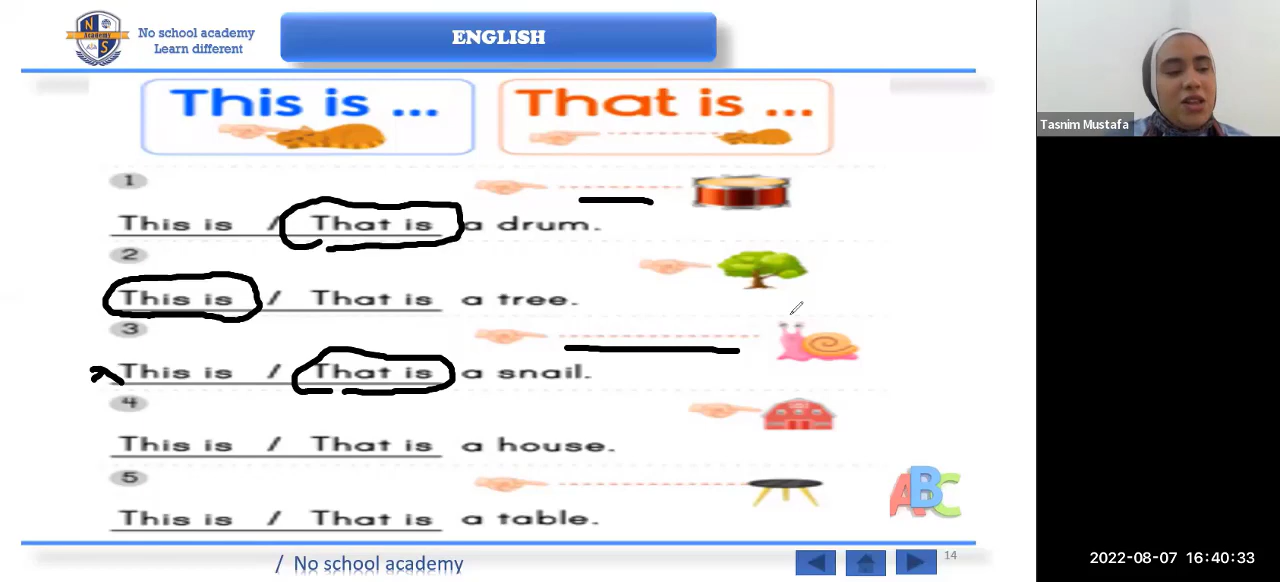 No school academy
Learn different
N
Academy
S
ENGLISH
This is ...
That is ...
1
This is / That is a drum.
2
This is / That is a tree.
3
This is / That is a snail.
4
This is / That is a house.
5
This is / That is a table.
ABC
/ No school academy
14
Tasnim Mustafa
2022-08-07 16:40:33